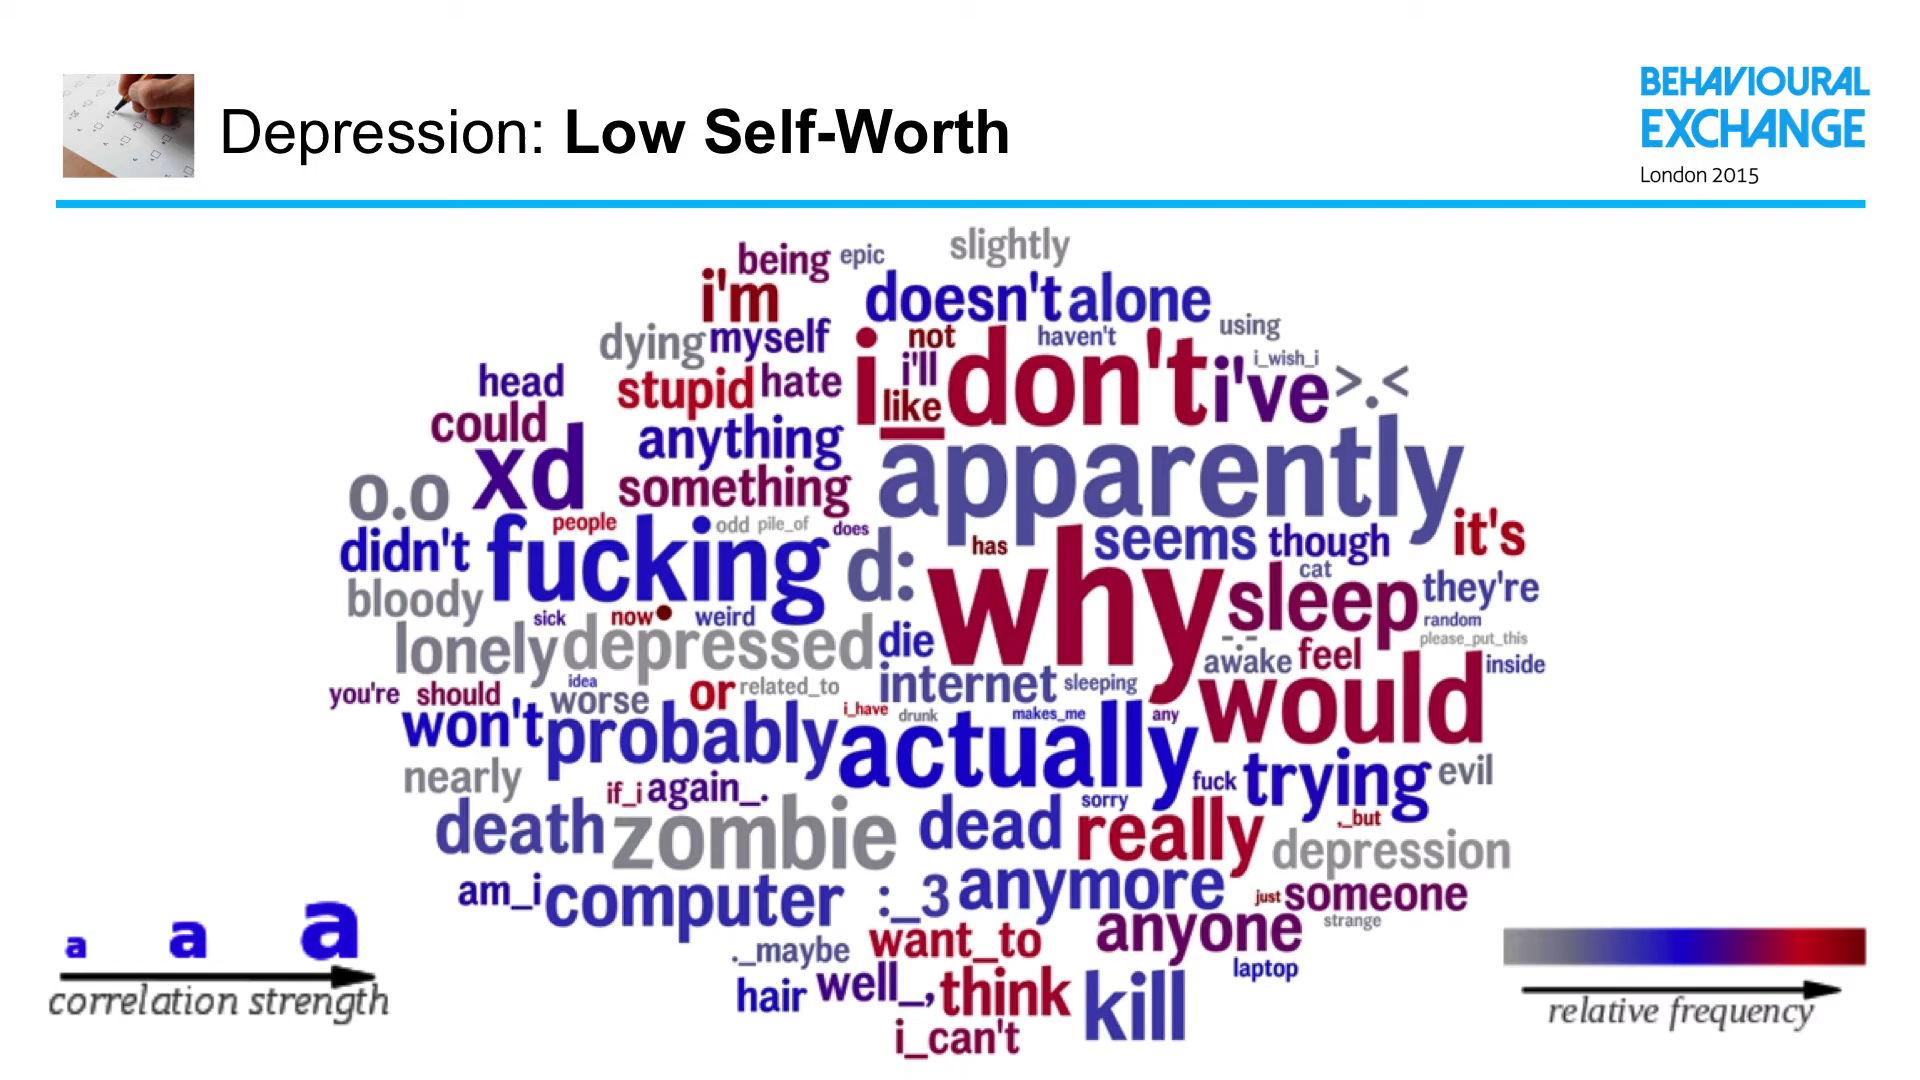 Depression: Low Self-Worth
BEHAVIOURAL
EXCHANGE
London 2015
slightly
being epic
i'm doesn't alone
dying myself not haven't using
i_don't
i'll i_wish_i
head stupid hate like i've >.<
could anything
xd apparently
o.o something
people odd pile_of does it's
didn't fucking d: has seems though
why cat
bloody sleep they're
sick now • weird random
lonely depressed die -.- please_put_this
awake feel inside
idea internet sleeping
you're should worse or related_to would
won't probably i_have drunk makes_me any
actually
nearly if_i again_. fuck trying evil
death zombie dead sorry really ,_but
depression
am_i computer :_3 anymore just someone
anyone strange
._maybe want_to
laptop
hair well_, think kill
i_can't
a a a
correlation strength
relative frequency